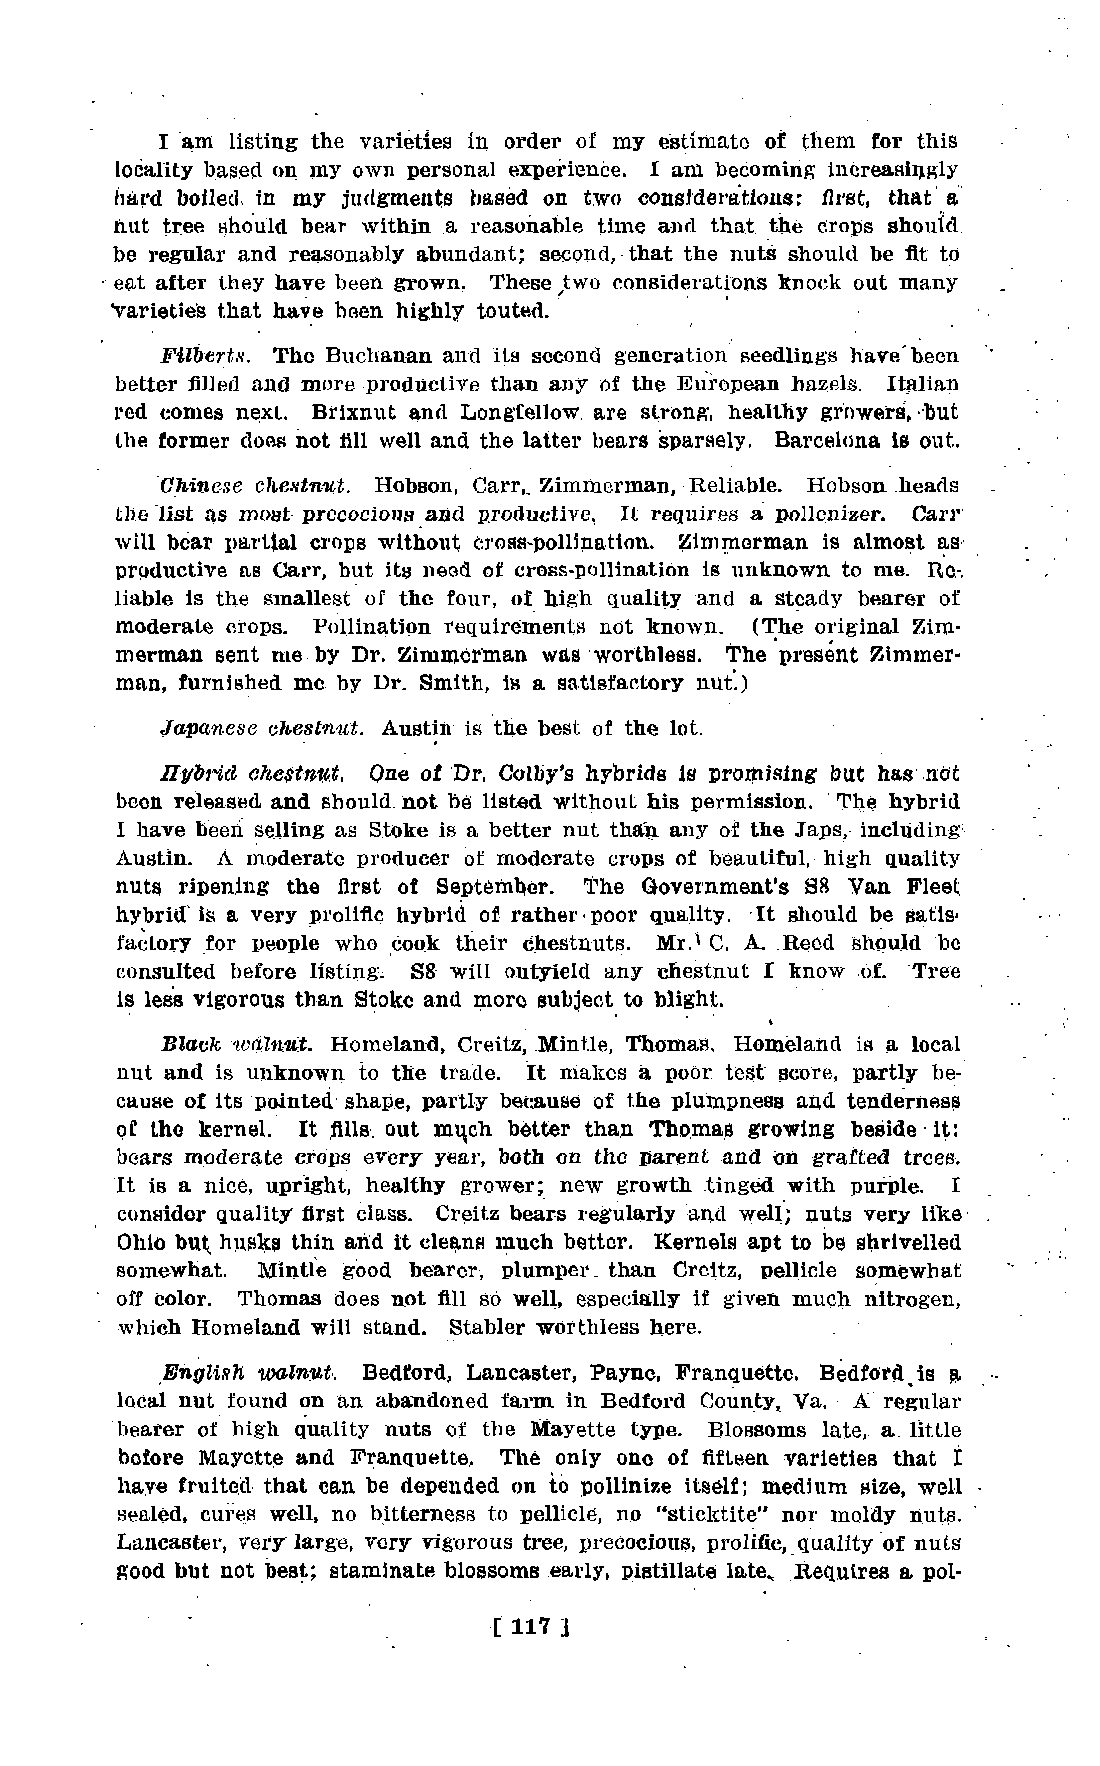 I am listing the varieties in order of my estimate of them for this
locality based on my own personal experience. I am becoming increasingly
hard boiled in my judgments based on two considerations: first, that a
nut tree should bear within a reasonable time and that the crops should
be regular and reasonably abundant; second, that the nuts should be fit to
eat after they have been grown. These two considerations knock out many
varieties that have been highly touted.
Filberts. The Buchanan and its second generation seedlings have been
better filled and more productive than any of the European hazels. Italian
red comes next. Brixnut and Longfellow are strong, healthy growers, but
the former does not fill well and the latter bears sparsely. Barcelona is out.
Chinese chestnut. Hobson, Carr, Zimmerman, Reliable. Hobson heads
the list as most precocious and productive. It requires a pollenizer. Carr
will bear partial crops without cross-pollination. Zimmerman is almost as
productive as Carr, but its need of cross-pollination is unknown to me. Re-
liable is the smallest of the four, of high quality and a steady bearer of
moderate crops. Pollination requirements not known. (The original Zim-
merman sent me by Dr. Zimmerman was worthless. The present Zimmer-
man, furnished me by Dr. Smith, is a satisfactory nut.)
Japanese chestnut. Austin is the best of the lot.
Hybrid chestnut. One of Dr. Colby's hybrids is promising but has not
been released and should not be listed without his permission. The hybrid
I have been selling as Stoke is a better nut than any of the Japs, including
Austin. A moderate producer of moderate crops of beautiful, high quality
nuts ripening the first of September. The Government's S8 Van Fleet
hybrid is a very prolific hybrid of rather poor quality. It should be satis-
factory for people who cook their chestnuts. Mr. C. A. Reed should be
consulted before listing. S8 will outyield any chestnut I know of. Tree
is less vigorous than Stoke and more subject to blight.
Black walnut. Homeland, Creitz, Mintle, Thomas. Homeland is a local
nut and is unknown to the trade. It makes a poor test score, partly be-
cause of its pointed shape, partly because of the plumpness and tenderness
of the kernel. It fills out much better than Thomas growing beside it:
bears moderate crops every year, both on the parent and on grafted trees.
It is a nice, upright, healthy grower; new growth tinged with purple. I
consider quality first class. Creitz bears regularly and well; nuts very like
Ohio but husks thin and it cleans much better. Kernels apt to be shrivelled
somewhat. Mintle good bearer, plumper than Creitz, pellicle somewhat
off color. Thomas does not fill so well, especially if given much nitrogen,
which Homeland will stand. Stabler worthless here.
English walnut. Bedford, Lancaster, Payne, Franquette. Bedford is a
local nut found on an abandoned farm in Bedford County, Va. A regular
bearer of high quality nuts of the Mayette type. Blossoms late, a little
before Mayette and Franquette. The only one of fifteen varieties that I
have fruited that can be depended on to pollinize itself; medium size, well
sealed, cures well, no bitterness to pellicle, no "sticktite" nor moldy nuts.
Lancaster, very large, very vigorous tree, precocious, prolific, quality of nuts
good but not best; staminate blossoms early, pistillate late. Requires a pol-
[ 117 ]